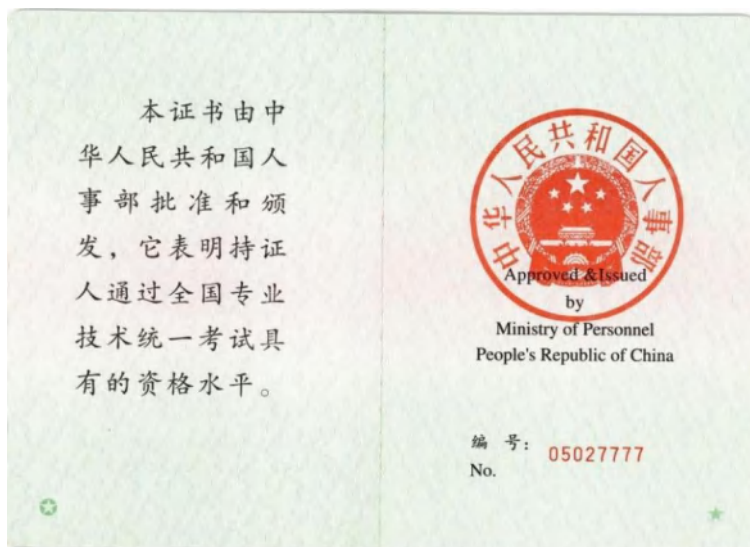 本证书由中
华人民共和国人
事部批准和颁
发，它表明持证
人通过全国专业
技术统一考试具
有的资格水平。
中华人民共和国人事部
Approved &Issued
by
Ministry of Personnel
People's Republic of China
编 号: 05027777
No.